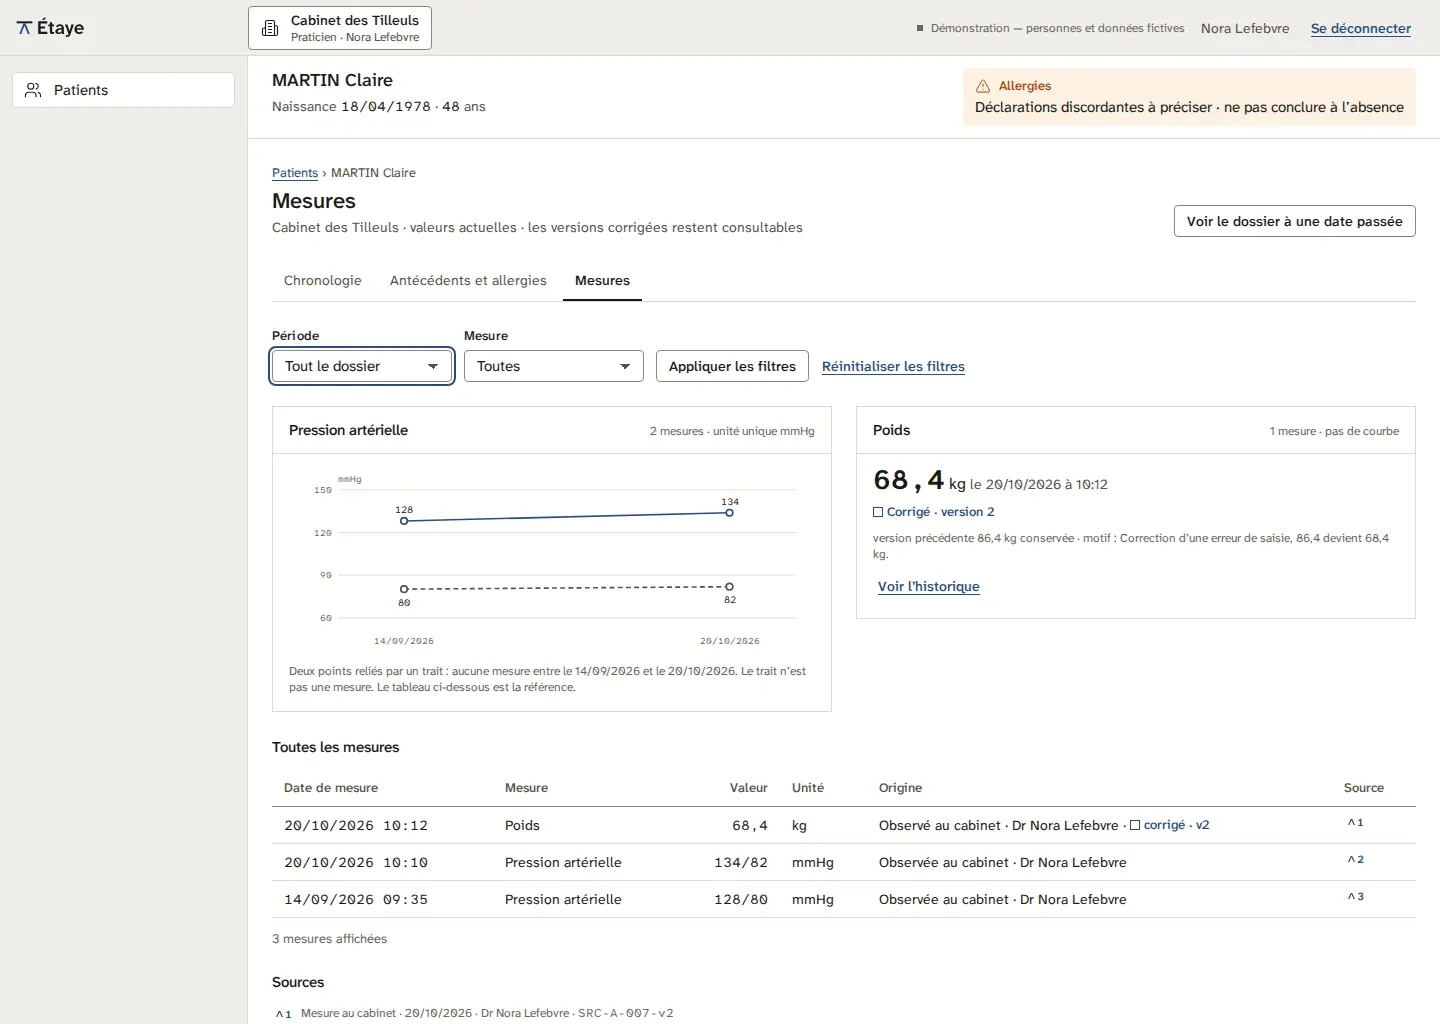 Étaye
Cabinet des Tilleuls
Praticien · Nora Lefebvre
Démonstration — personnes et données fictives
Nora Lefebvre
Se déconnecter
Patients
MARTIN Claire
Naissance 18/04/1978 · 48 ans
Allergies
Déclarations discordantes à préciser · ne pas conclure à l’absence
Patients › MARTIN Claire
Mesures
Cabinet des Tilleuls · valeurs actuelles · les versions corrigées restent consultables
Voir le dossier à une date passée
Chronologie
Antécédents et allergies
Mesures
Période
Mesure
Tout le dossier
Toutes
Appliquer les filtres
Réinitialiser les filtres
Pression artérielle
2 mesures · unité unique mmHg
mmHg
150
128
134
120
90
80
82
60
14/09/2026
20/10/2026
Deux points reliés par un trait : aucune mesure entre le 14/09/2026 et le 20/10/2026. Le trait n’est
pas une mesure. Le tableau ci-dessous est la référence.
Poids
1 mesure · pas de courbe
68,4 kg le 20/10/2026 à 10:12
Corrigé · version 2
version précédente 86,4 kg conservée · motif : Correction d’une erreur de saisie, 86,4 devient 68,4
kg.
Voir l’historique
Toutes les mesures
Date de mesure Mesure Valeur Unité Origine Source
20/10/2026 10:12 Poids 68,4 kg Observé au cabinet · Dr Nora Lefebvre · corrigé · v2 ^1
20/10/2026 10:10 Pression artérielle 134/82 mmHg Observée au cabinet · Dr Nora Lefebvre ^2
14/09/2026 09:35 Pression artérielle 128/80 mmHg Observée au cabinet · Dr Nora Lefebvre ^3
3 mesures affichées
Sources
^1 Mesure au cabinet · 20/10/2026 · Dr Nora Lefebvre · SRC-A-007-v2